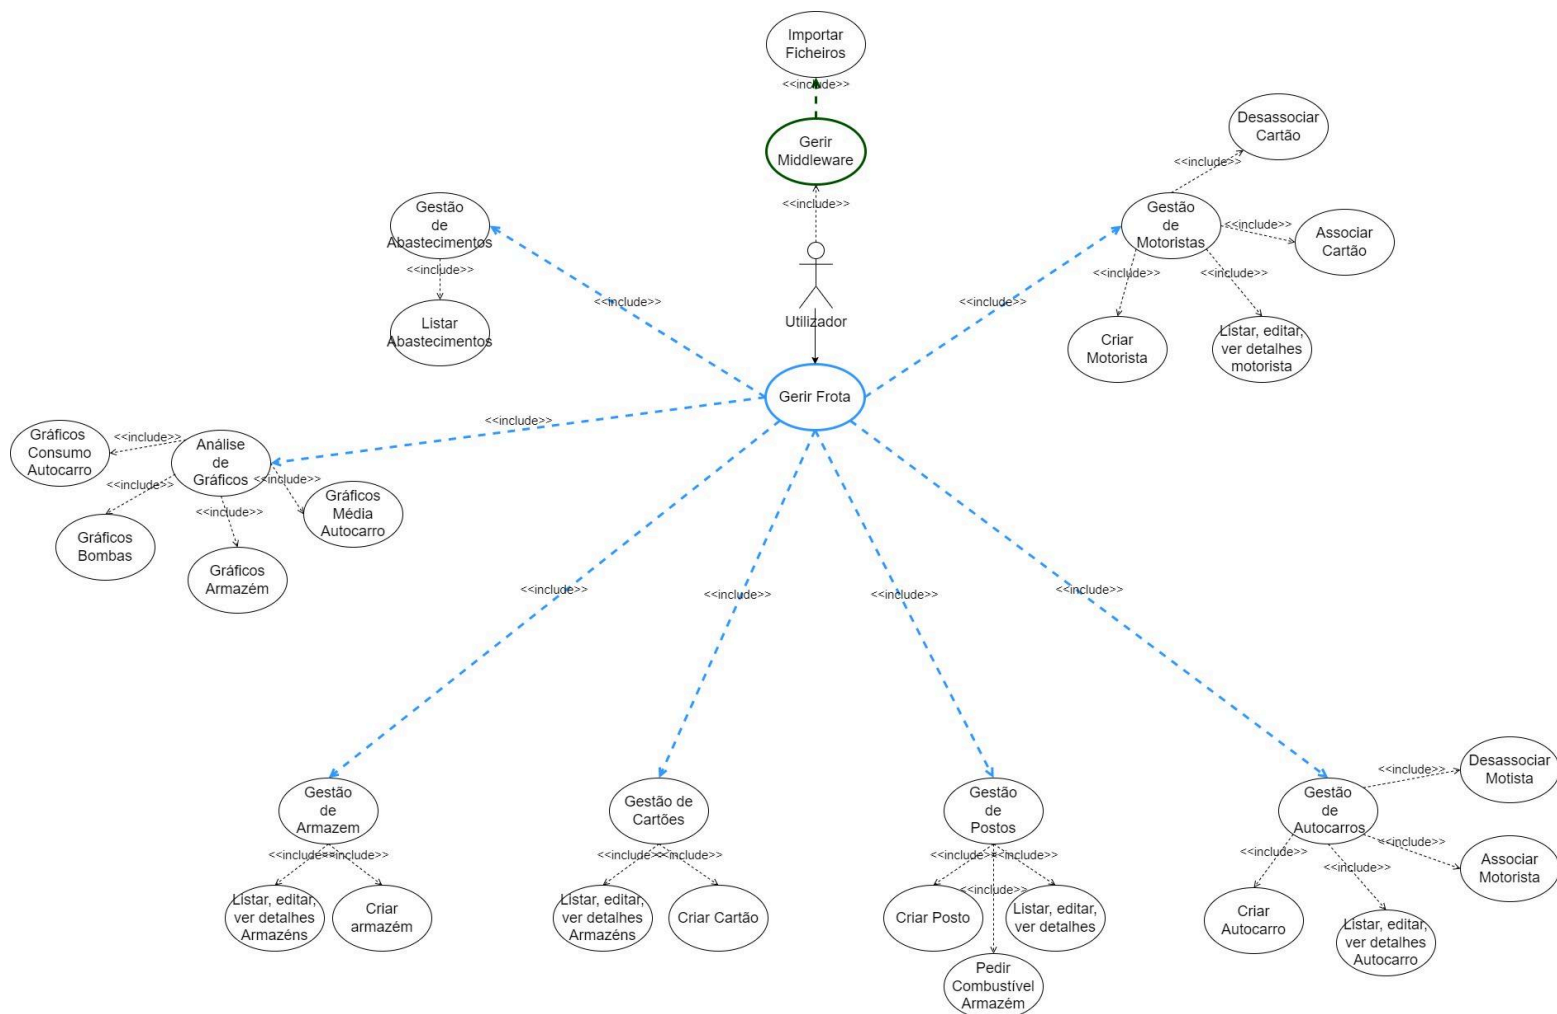 Importar
Ficheiros
<<include>>
Gerir
Middleware
<<include>>
Utilizador
Gerir Frota
Desassociar
Cartão
<<include>>
Gestão
de
Motoristas
<<include>>
Associar
Cartão
<<include>>
<<include>>
Criar
Motorista
Listar, editar,
ver detalhes
motorista
<<include>>
Gestão
de
Abastecimentos
<<include>>
Listar
Abastecimentos
<<include>>
<<include>>
Gráficos
Consumo
Autocarro
<<include>>
Análise
de
Gráficos
<<include>>
<<include>>
<<include>>
Gráficos
Média
Autocarro
Gráficos
Bombas
Gráficos
Armazém
<<include>>
<<include>>
<<include>>
<<include>>
Gestão
de
Armazem
<<include>>
<<include>>
Listar, editar,
ver detalhes
Armazéns
Criar
armazém
Gestão de
Cartões
<<include>>
<<include>>
Listar, editar,
ver detalhes
Armazéns
Criar Cartão
Gestão
de
Postos
<<include>>
<<include>>
<<include>>
Criar Posto
Listar, editar,
ver detalhes
Pedir
Combustível
Armazém
Gestão
de
Autocarros
<<include>>
Desassociar
Motista
<<include>>
Associar
Motorista
<<include>>
<<include>>
Criar
Autocarro
Listar, editar,
ver detalhes
Autocarro